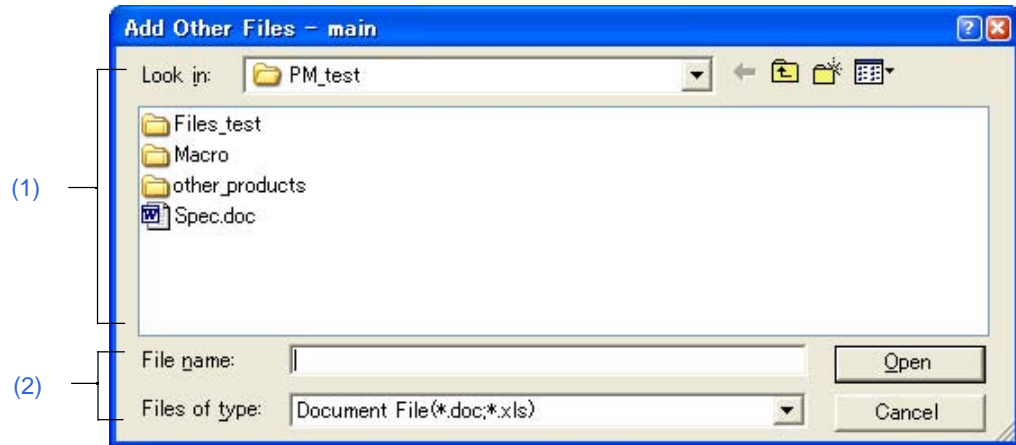 Add Other Files - main
(1)
Look in: PM_test
Files_test
Macro
other_products
Spec.doc
(2)
File name: Open
Files of type: Document File(*.doc;*.xls) Cancel